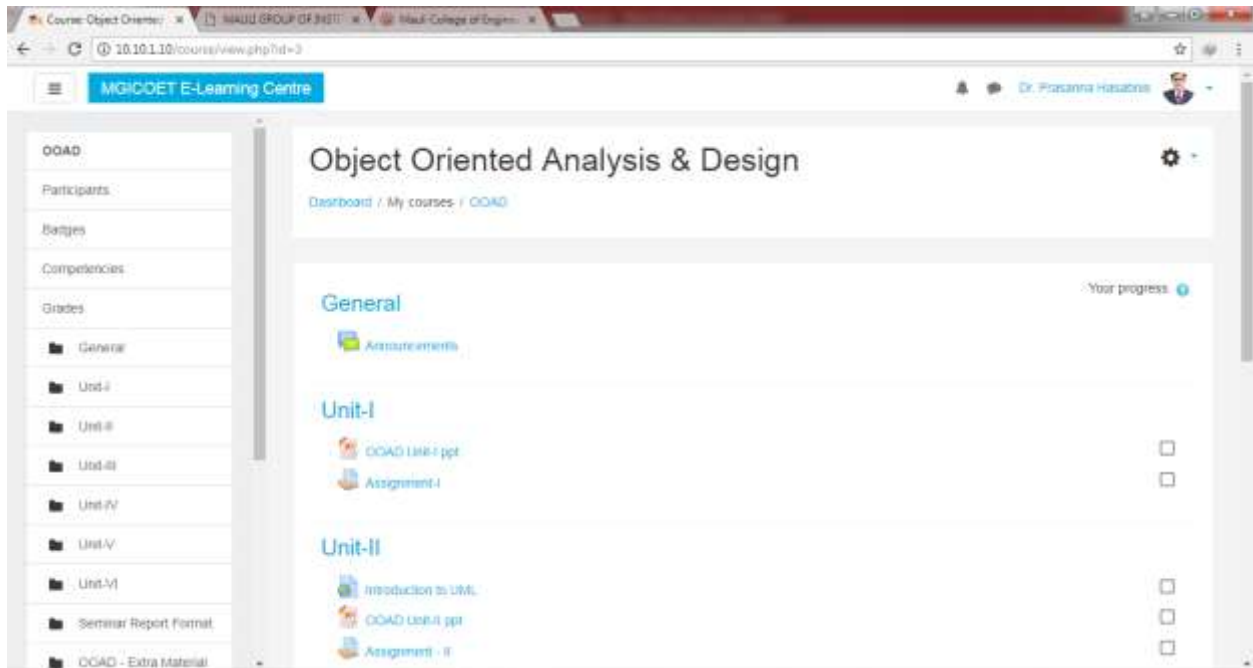 Course: Object Oriented
MAULI GROUP OF INSTIT
Mauli College of Engine
10.10.1.10/course/view.php?id=3
MGICOET E-Learning Centre
Dr. Prasanna Hasabnis
OOAD
Participants
Badges
Competencies
Grades
General
Unit-I
Unit-II
Unit-III
Unit-IV
Unit-V
Unit-VI
Seminar Report Format
OOAD - Extra Material
Object Oriented Analysis & Design
Dashboard / My courses / OOAD
Your progress
General
Announcements
Unit-I
OOAD Unit-I ppt
Assignment-I
Unit-II
Introduction to UML
OOAD Unit-II ppt
Assignment - II